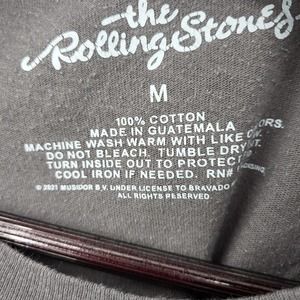 the
Rolling Stones
M
100% COTTON
MADE IN GUATEMALA
MACHINE WASH WARM WITH LIKE COLORS.
DO NOT BLEACH. TUMBLE DRY
TURN INSIDE OUT TO PROTECT
COOL IRON IF NEEDED. RN#
© 2021 MUSIDOR B.V. UNDER LICENSE TO BRAVADO
ALL RIGHTS RESERVED